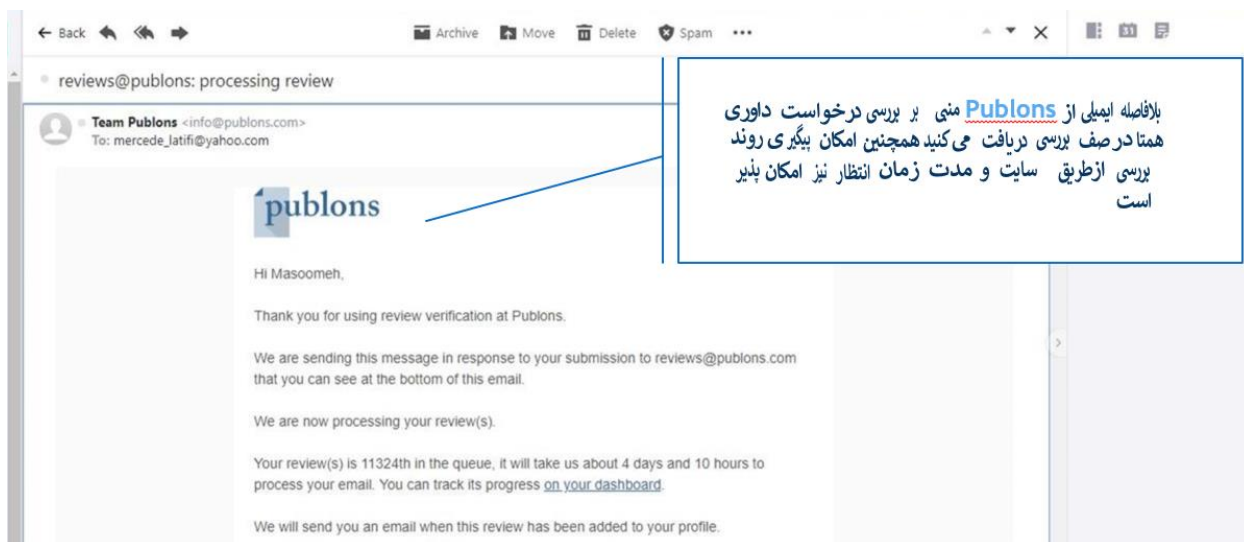 Back
Archive
Move
Delete
Spam
31
reviews@publons: processing review
Team Publons <info@publons.com>
To: mercede_latifi@yahoo.com
بلافاصله ایمیلی از Publons منی بر بررسی درخواست داوری
همتا در صف بررسی دریافت می کنید همچنین امکان پیگیری روند
بررسی ازطریق سایت و مدت زمان انتظار نیز امکان پذیر
است
publons
Hi Masoomeh,
Thank you for using review verification at Publons.
We are sending this message in response to your submission to reviews@publons.com
that you can see at the bottom of this email.
We are now processing your review(s).
Your review(s) is 11324th in the queue, it will take us about 4 days and 10 hours to
process your email. You can track its progress on your dashboard.
We will send you an email when this review has been added to your profile.